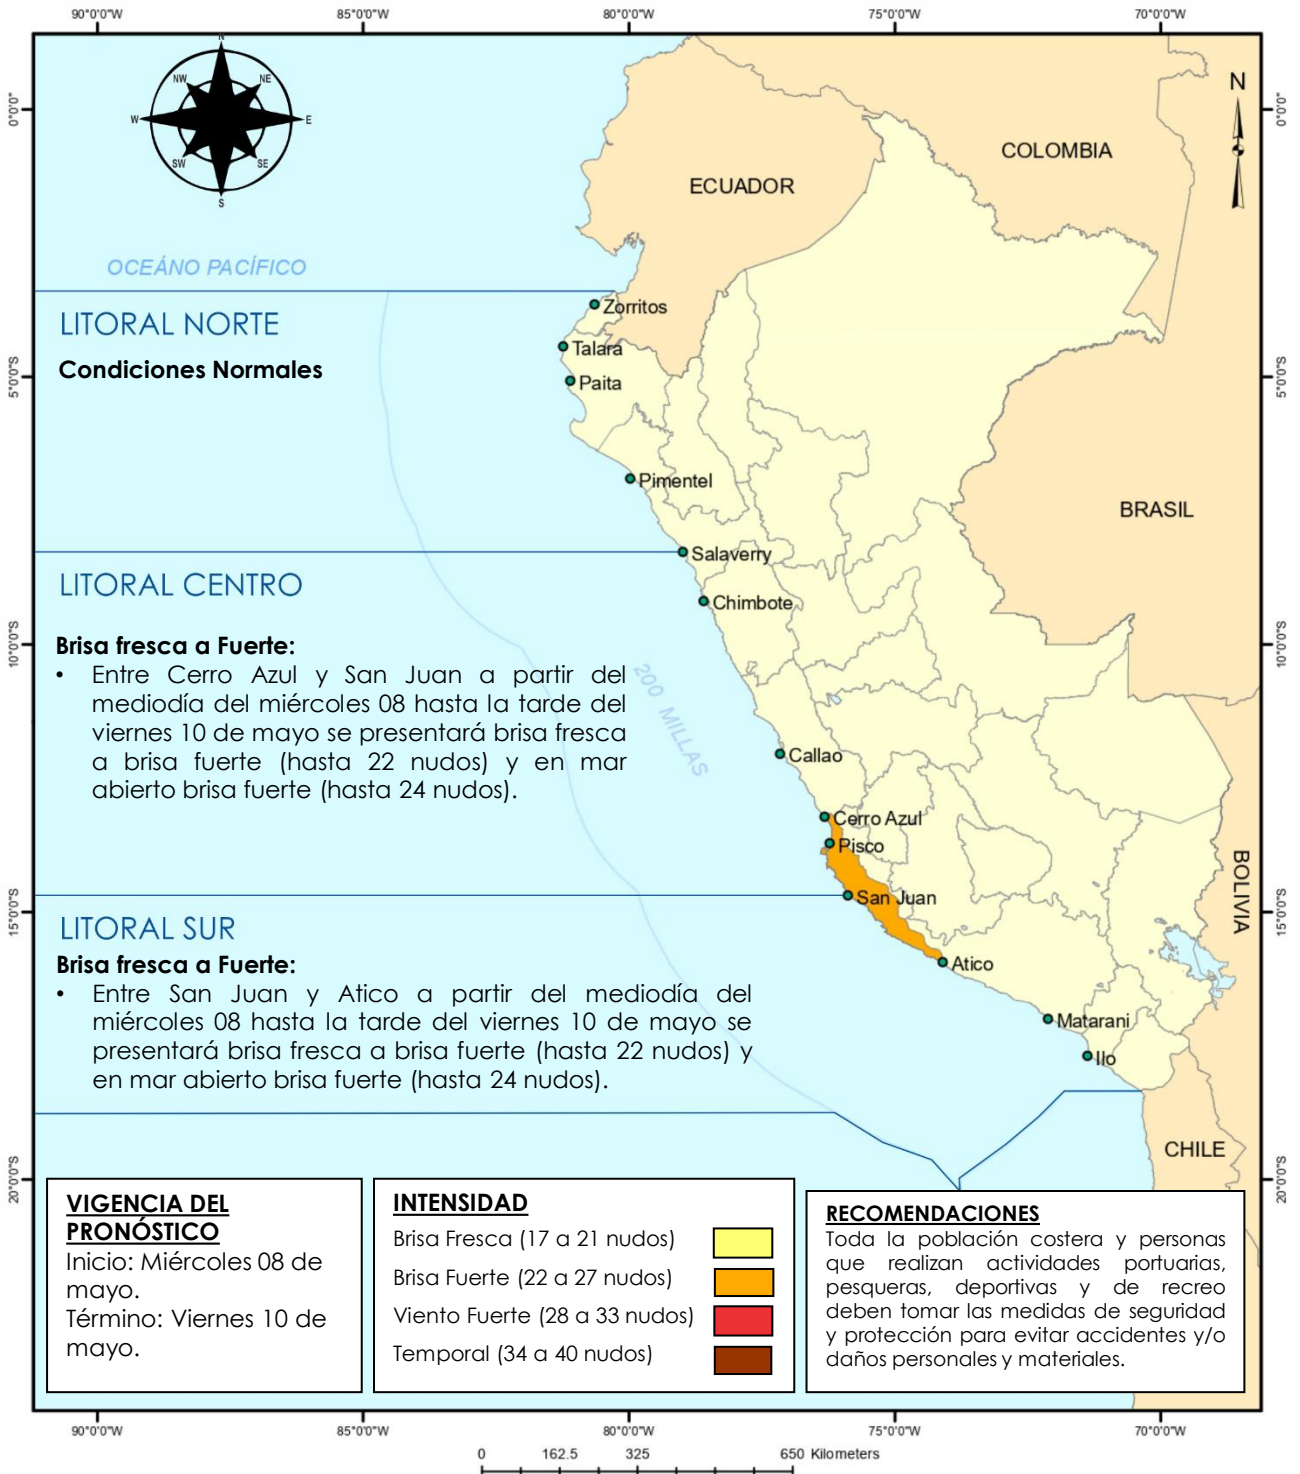 90°0'0"W 85°0'0"W 80°0'0"W 75°0'0"W 70°0'0"W
N
NW NE
W E
SW SE
S
N
0°0'0" 0°0'0"
COLOMBIA
ECUADOR
OCEÁNO PACÍFICO
Zorritos
LITORAL NORTE
Talara
Condiciones Normales
Paita
5°0'0"S 5°0'0"S
Pimentel
BRASIL
Salaverry
LITORAL CENTRO
Chimbote
Brisa fresca a Fuerte:
10°0'0"S 10°0'0"S
• Entre Cerro Azul y San Juan a partir del
mediodía del miércoles 08 hasta la tarde del
viernes 10 de mayo se presentará brisa fresca
a brisa fuerte (hasta 22 nudos) y en mar
abierto brisa fuerte (hasta 24 nudos).
200 MILLAS
Callao
Cerro Azul
Pisco
BOLIVIA
San Juan
15°0'0"S 15°0'0"S
LITORAL SUR
Atico
Brisa fresca a Fuerte:
• Entre San Juan y Atico a partir del mediodía del
miércoles 08 hasta la tarde del viernes 10 de mayo se
presentará brisa fresca a brisa fuerte (hasta 22 nudos) y
en mar abierto brisa fuerte (hasta 24 nudos).
Matarani
Ilo
CHILE
20°0'0"S 20°0'0"S
VIGENCIA DEL
PRONÓSTICO
Inicio: Miércoles 08 de
mayo.
Término: Viernes 10 de
mayo.
INTENSIDAD
Brisa Fresca (17 a 21 nudos)
Brisa Fuerte (22 a 27 nudos)
Viento Fuerte (28 a 33 nudos)
Temporal (34 a 40 nudos)
RECOMENDACIONES
Toda la población costera y personas
que realizan actividades portuarias,
pesqueras, deportivas y de recreo
deben tomar las medidas de seguridad
y protección para evitar accidentes y/o
daños personales y materiales.
90°0'0"W 85°0'0"W 80°0'0"W 75°0'0"W 70°0'0"W
0 162.5 325 650 Kilometers